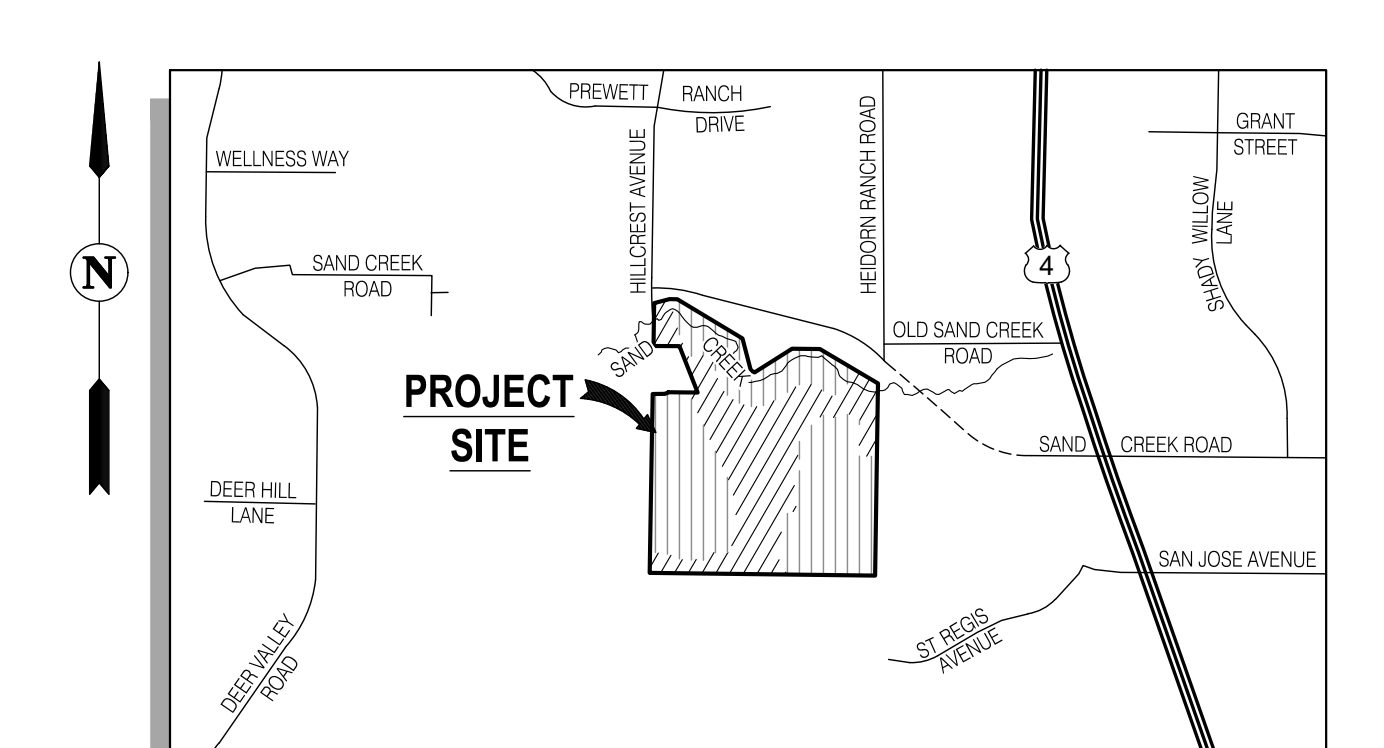 PREWETT RANCH
DRIVE
GRANT
STREET
WELLNESS WAY
HILLCREST AVENUE
HEIDORN RANCH ROAD
SHADY WILLOW
LANE
N
SAND CREEK
ROAD
4
OLD SAND CREEK
ROAD
SAND CREEK
PROJECT
SITE
SAND CREEK ROAD
DEER HILL
LANE
SAN JOSE AVENUE
ST REGIS
AVENUE
DEER VALLEY
ROAD